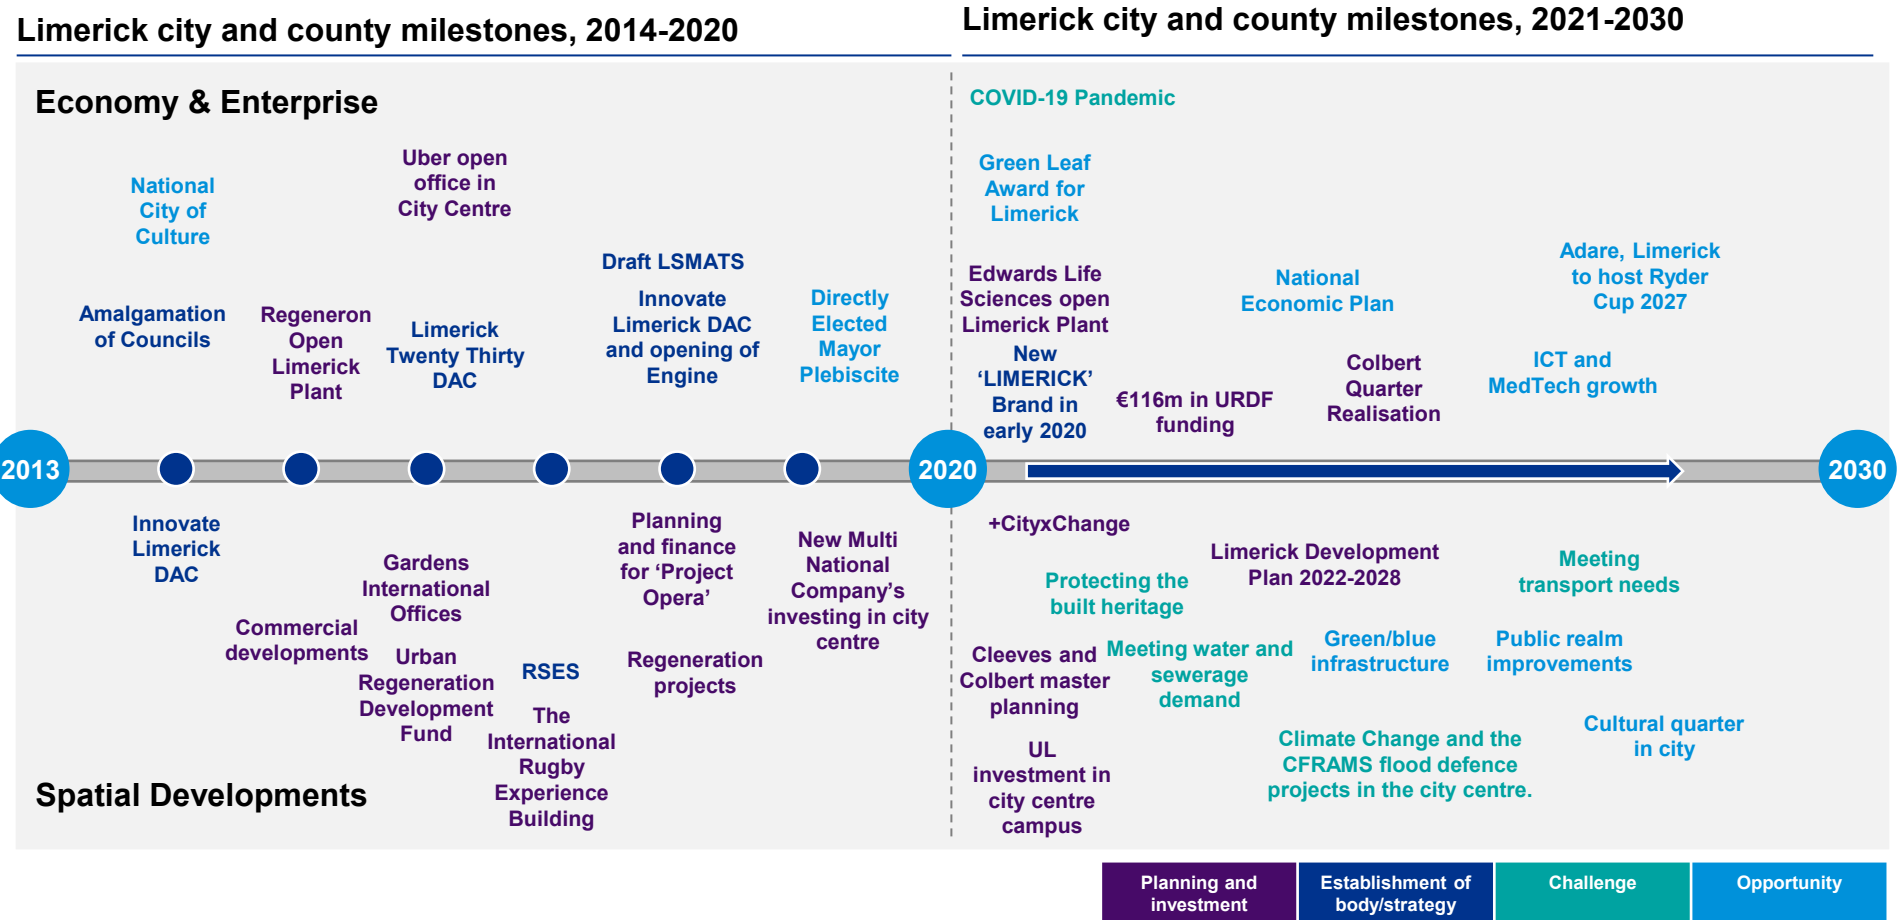 Limerick city and county milestones, 2014-2020
Limerick city and county milestones, 2021-2030
Economy & Enterprise
National
City of
Culture
Uber open
office in
City Centre
Amalgamation
of Councils
Regeneron
Open
Limerick
Plant
Limerick
Twenty Thirty
DAC
Draft LSMATS
Innovate
Limerick DAC
and opening of
Engine
Directly
Elected
Mayor
Plebiscite
COVID-19 Pandemic
Green Leaf
Award for
Limerick
Edwards Life
Sciences open
Limerick Plant
New
‘LIMERICK’
Brand in
early 2020
€116m in URDF
funding
National
Economic Plan
Colbert
Quarter
Realisation
Adare, Limerick
to host Ryder
Cup 2027
ICT and
MedTech growth
2013
2020
2030
Innovate
Limerick
DAC
Commercial
developments
Gardens
International
Offices
Urban
Regeneration
Development
Fund
RSES
The
International
Rugby
Experience
Building
Planning
and finance
for ‘Project
Opera’
Regeneration
projects
New Multi
National
Company’s
investing in city
centre
+CityxChange
Protecting the
built heritage
Limerick Development
Plan 2022-2028
Meeting
transport needs
Cleeves and
Colbert master
planning
Meeting water and
sewerage
demand
Green/blue
infrastructure
Public realm
improvements
UL
investment in
city centre
campus
Climate Change and the
CFRAMS flood defence
projects in the city centre.
Cultural quarter
in city
Spatial Developments
Planning and
investment
Establishment of
body/strategy
Challenge
Opportunity